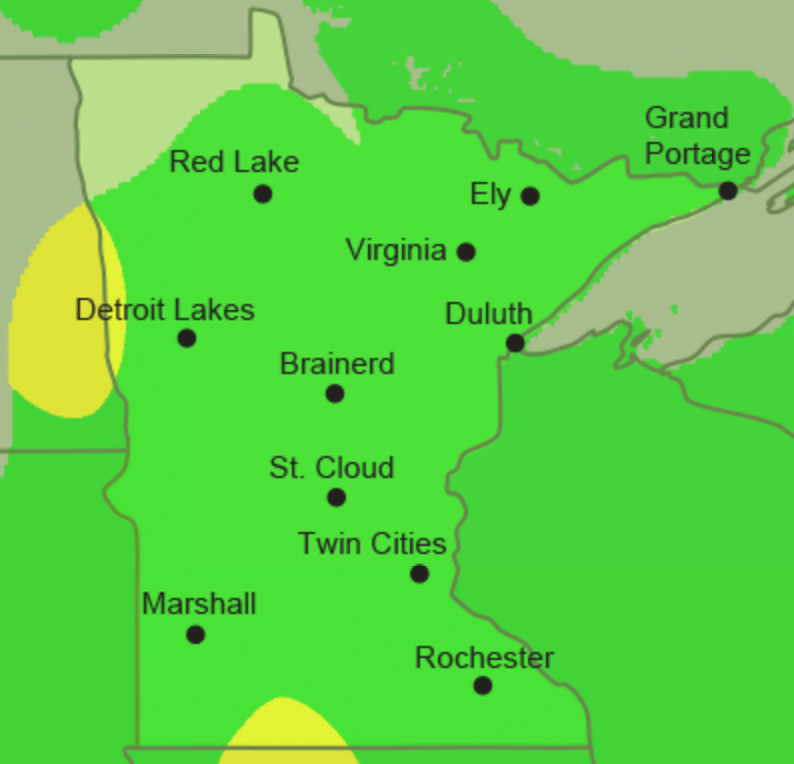 Grand
Portage
Red Lake
Ely
Virginia
Detroit Lakes
Duluth
Brainerd
St. Cloud
Twin Cities
Marshall
Rochester